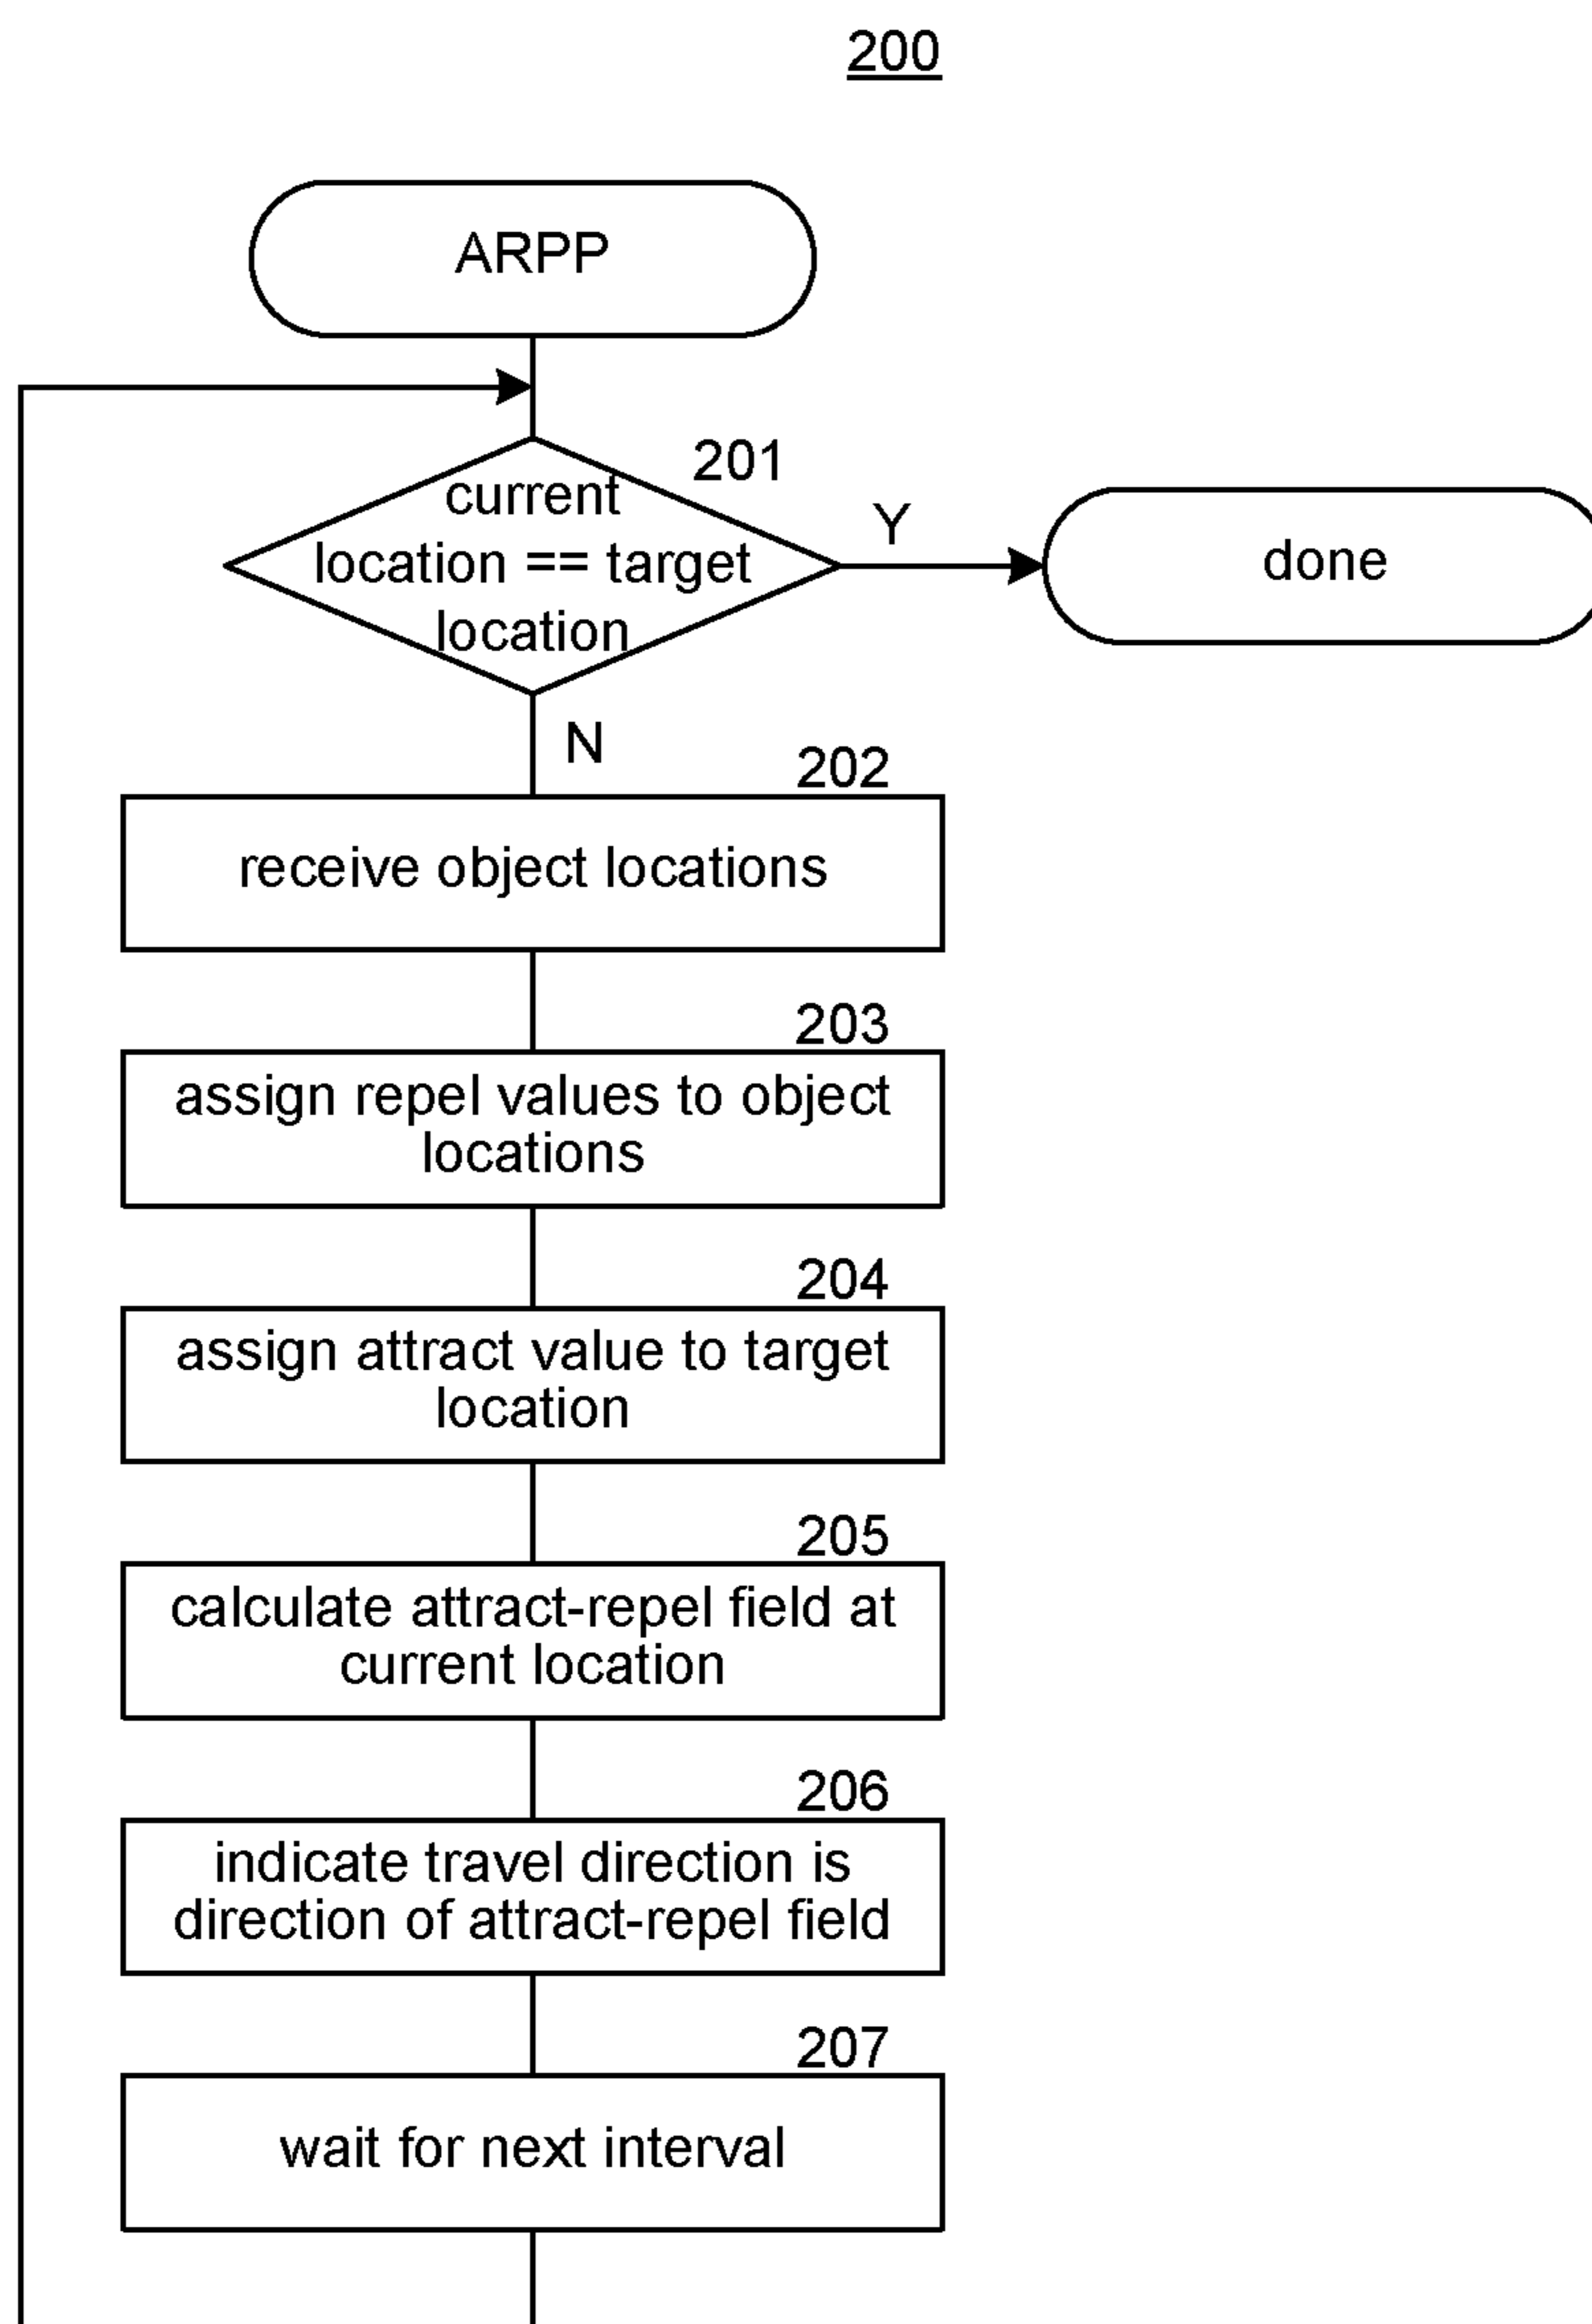 200
ARPP
201
current
location == target
location
Y
done
N
202
receive object locations
203
assign repel values to object
locations
204
assign attract value to target
location
205
calculate attract-repel field at
current location
206
indicate travel direction is
direction of attract-repel field
207
wait for next interval